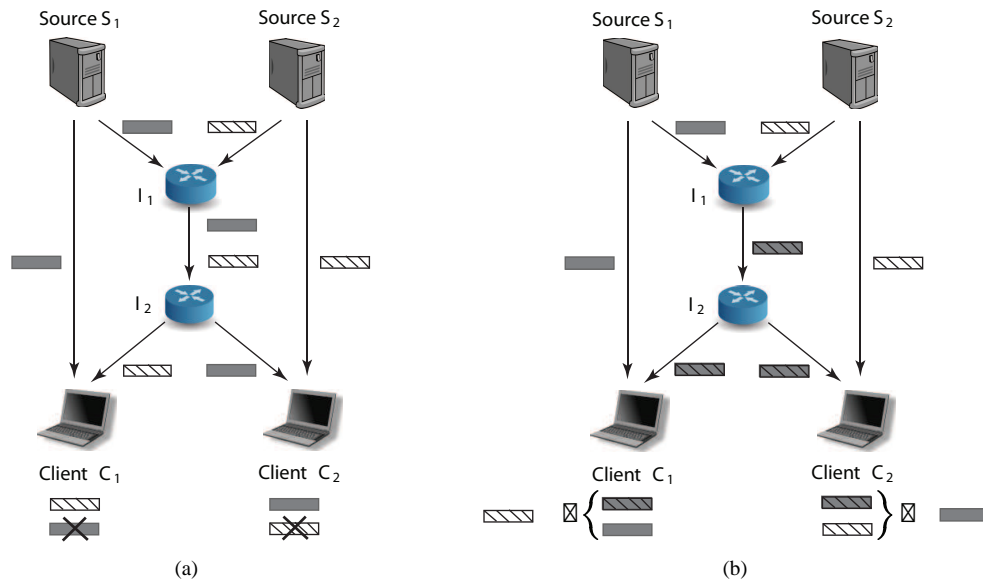 Source S1
Source S2
I1
I2
Client C1
Client C2
(a)
Source S1
Source S2
I1
I2
Client C1
Client C2
(b)